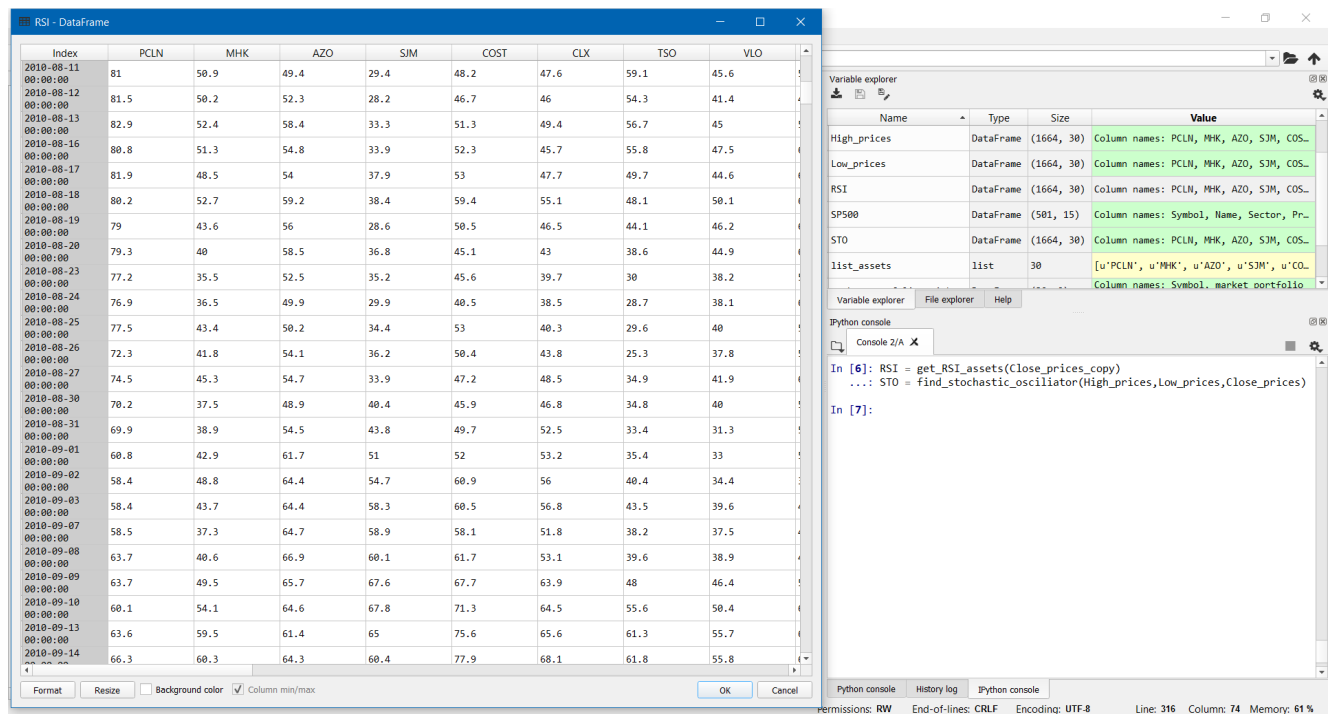 RSI - DataFrame
Index PCLN MHK AZO SJM COST CLX TSO VLO
2010-08-11 00:00:00 81 50.9 49.4 29.4 48.2 47.6 59.1 45.6
2010-08-12 00:00:00 81.5 50.2 52.3 28.2 46.7 46 54.3 41.4
2010-08-13 00:00:00 82.9 52.4 58.4 33.3 51.3 49.4 56.7 45
2010-08-16 00:00:00 80.8 51.3 54.8 33.9 52.3 45.7 55.8 47.5
2010-08-17 00:00:00 81.9 48.5 54 37.9 53 47.7 49.7 44.6
2010-08-18 00:00:00 80.2 52.7 59.2 38.4 59.4 55.1 48.1 50.1
2010-08-19 00:00:00 79 43.6 56 28.6 50.5 46.5 44.1 46.2
2010-08-20 00:00:00 79.3 40 58.5 36.8 45.1 43 38.6 44.9
2010-08-23 00:00:00 77.2 35.5 52.5 35.2 45.6 39.7 30 38.2
2010-08-24 00:00:00 76.9 36.5 49.9 29.9 40.5 38.5 28.7 38.1
2010-08-25 00:00:00 77.5 43.4 50.2 34.4 53 40.3 29.6 40
2010-08-26 00:00:00 72.3 41.8 54.1 36.2 50.4 43.8 25.3 37.8
2010-08-27 00:00:00 74.5 45.3 54.7 33.9 47.2 48.5 34.9 41.9
2010-08-30 00:00:00 70.2 37.5 48.9 40.4 45.9 46.8 34.8 40
2010-08-31 00:00:00 69.9 38.9 54.5 43.8 49.7 52.5 33.4 31.3
2010-09-01 00:00:00 60.8 42.9 61.7 51 52 53.2 35.4 33
2010-09-02 00:00:00 58.4 48.8 64.4 54.7 60.9 56 40.4 34.4
2010-09-03 00:00:00 58.4 43.7 64.4 58.3 60.5 56.8 43.5 39.6
2010-09-07 00:00:00 58.5 37.3 64.7 58.9 58.1 51.8 38.2 37.5
2010-09-08 00:00:00 63.7 40.6 66.9 60.1 61.7 53.1 39.6 38.9
2010-09-09 00:00:00 63.7 49.5 65.7 67.6 67.7 63.9 48 46.4
2010-09-10 00:00:00 60.1 54.1 64.6 67.8 71.3 64.5 55.6 50.4
2010-09-13 00:00:00 63.6 59.5 61.4 65 75.6 65.6 61.3 55.7
2010-09-14 66.3 60.3 64.3 60.4 77.9 68.1 61.8 55.8
Format Resize Background color Column min/max OK Cancel
Variable explorer
Name Type Size Value
High_prices DataFrame (1664, 30) Column names: PCLN, MHK, AZO, SJM, COS…
Low_prices DataFrame (1664, 30) Column names: PCLN, MHK, AZO, SJM, COS…
RSI DataFrame (1664, 30) Column names: PCLN, MHK, AZO, SJM, COS…
SP500 DataFrame (501, 15) Column names: Symbol, Name, Sector, Pr…
STO DataFrame (1664, 30) Column names: PCLN, MHK, AZO, SJM, COS…
list_assets list 30 [u'PCLN', u'MHK', u'AZO', u'SJM', u'CO…
Column names: Symbol, market portfolio
Variable explorer File explorer Help
IPython console
Console 2/A
In [6]: RSI = get_RSI_assets(Close_prices_copy)
...: STO = find_stochastic_osciliator(High_prices,Low_prices,Close_prices)
In [7]:
Python console History log IPython console
Permissions: RW End-of-lines: CRLF Encoding: UTF-8 Line: 316 Column: 74 Memory: 61 %